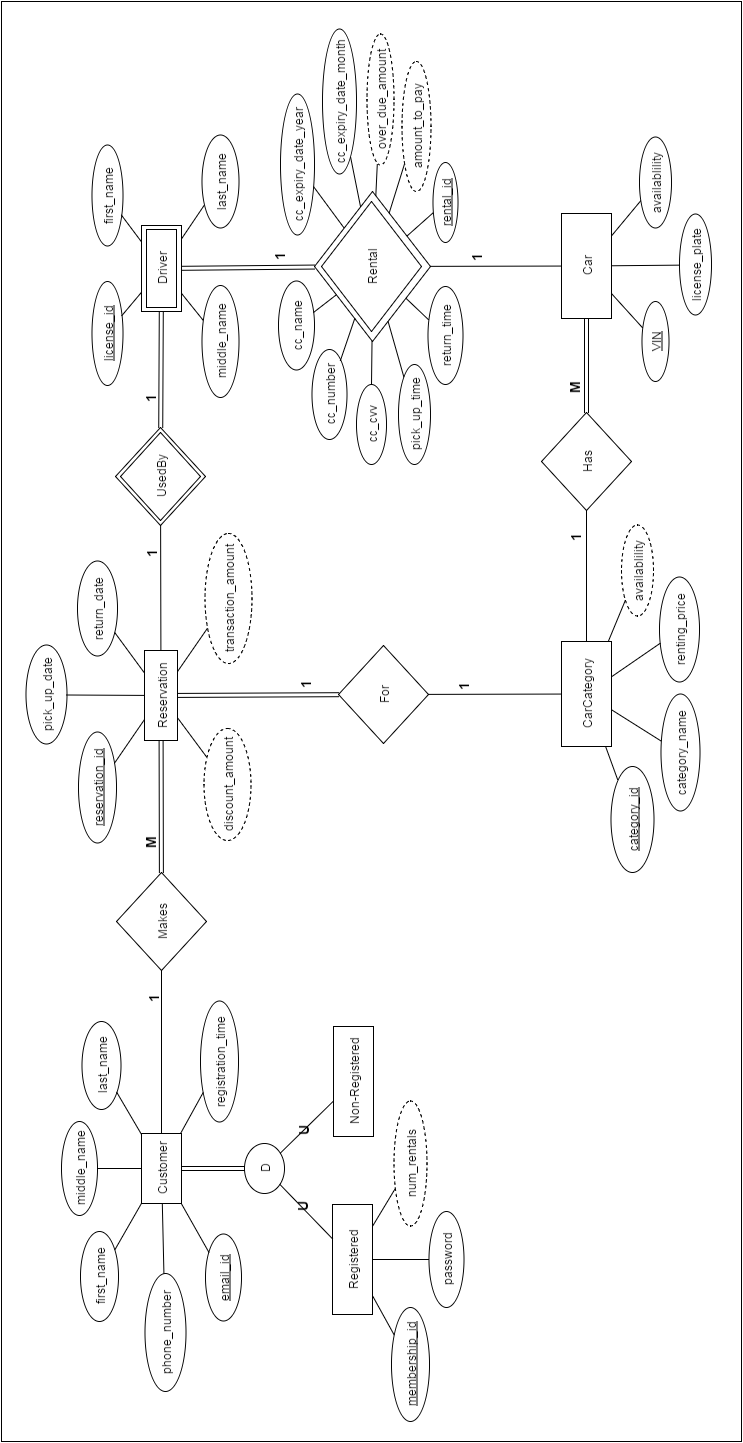 pick_up_date
middle_name
first_name
last_name
reservation_id
return_date
license_id
first_name
1
M
1
1
phone_number
Customer
Makes
Reservation
UsedBy
Driver
email_id
registration_time
discount_amount
transaction_amount
middle_name
last_name
D
1
cc_name
cc_expiry_date_year
U
U
1
cc_number
cc_expiry_date_month
Registered
Non-Registered
For
cc_cvv
Rental
over_due_amount
membership_id
num_rentals
pick_up_time
amount_to_pay
password
return_time
rental_id
1
1
1
M
CarCategory
Has
Car
category_id
availablility
VIN
availablility
category_name
renting_price
license_plate